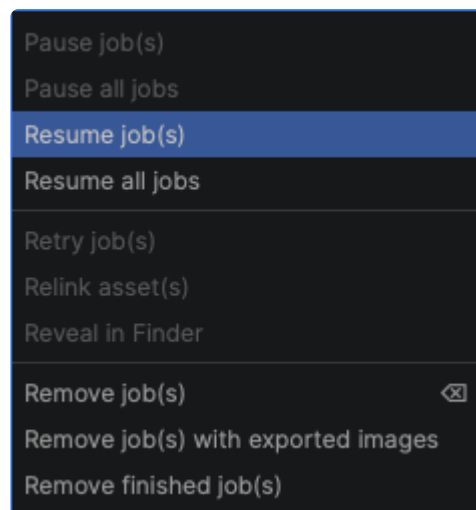 Pause job(s)
Pause all jobs
Resume job(s)
Resume all jobs
Retry job(s)
Relink asset(s)
Reveal in Finder
Remove job(s)
Remove job(s) with exported images
Remove finished job(s)